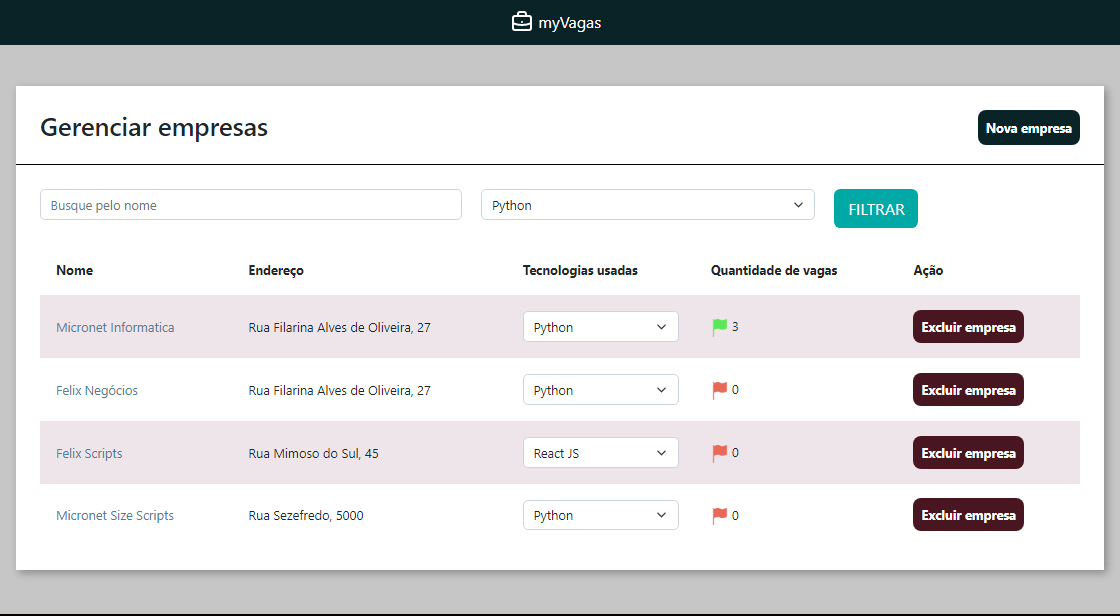 myVagas
Gerenciar empresas
Nova empresa
Busque pelo nome
Python
FILTRAR
Nome Endereço Tecnologias usadas Quantidade de vagas Ação
Micronet Informatica Rua Filarina Alves de Oliveira, 27 Python 3 Excluir empresa
Felix Negócios Rua Filarina Alves de Oliveira, 27 Python 0 Excluir empresa
Felix Scripts Rua Mimoso do Sul, 45 React JS 0 Excluir empresa
Micronet Size Scripts Rua Sezefredo, 5000 Python 0 Excluir empresa